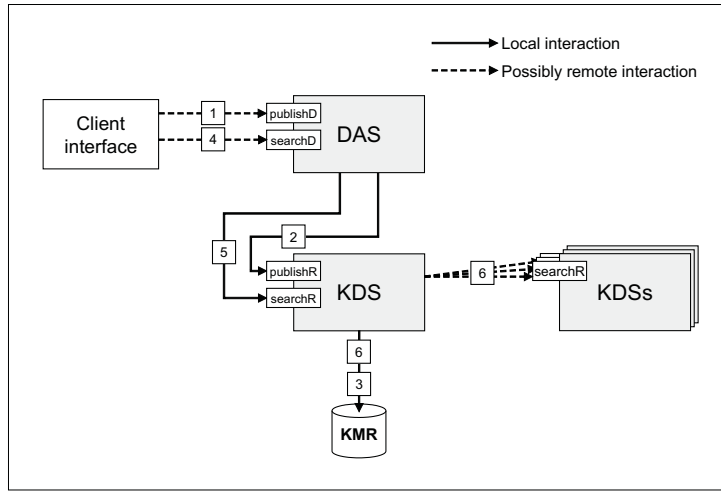 Local interaction
Possibly remote interaction
Client
interface
1
4
publishD
searchD
DAS
5
2
publishR
searchR
KDS
6
searchR
KDSs
6
3
KMR